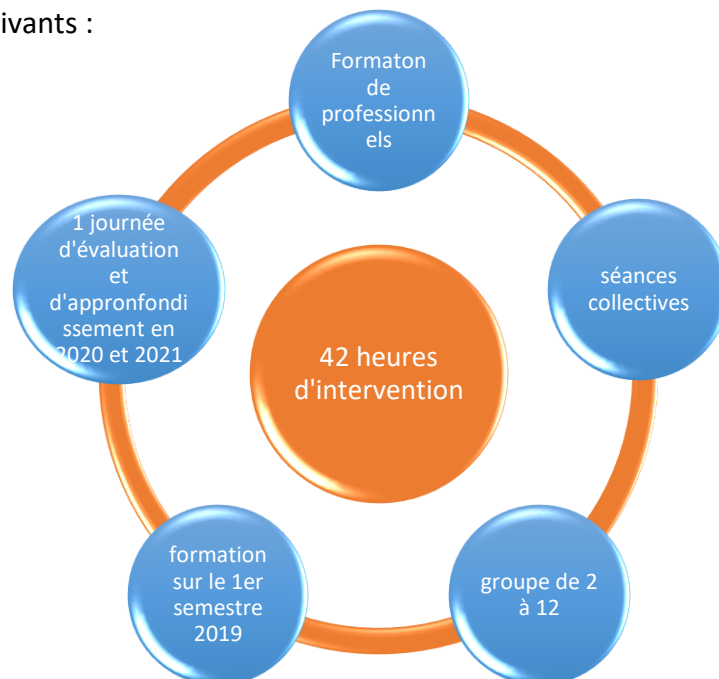 ivants :
Formaton
de
professionn
els
séances
collectives
groupe de 2
à 12
formation
sur le 1er
semestre
2019
1 journée
d'évaluation
et
d'appronfondi
ssement en
2020 et 2021
42 heures
d'intervention